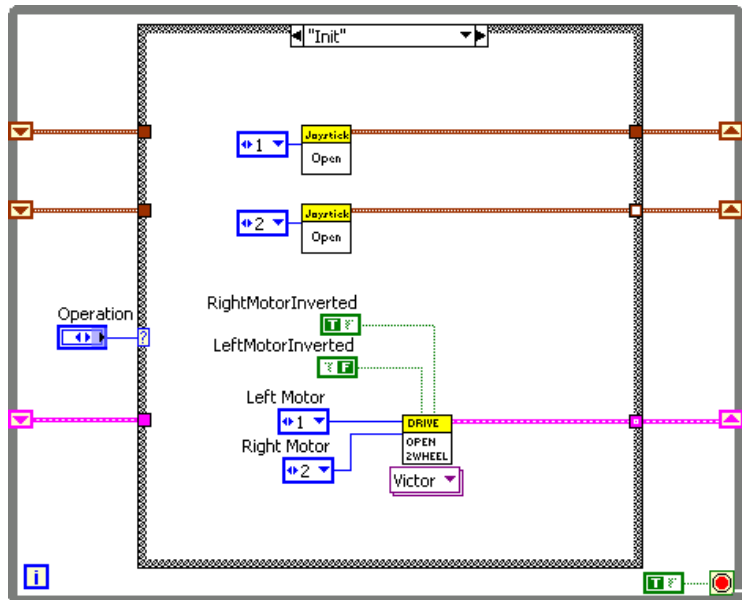 "Init"
1
Joystick
Open
2
Joystick
Open
Operation
?
RightMotorInverted
T
LeftMotorInverted
F
Left Motor
1
DRIVE
OPEN
2WHEEL
Right Motor
2
Victor
i
T